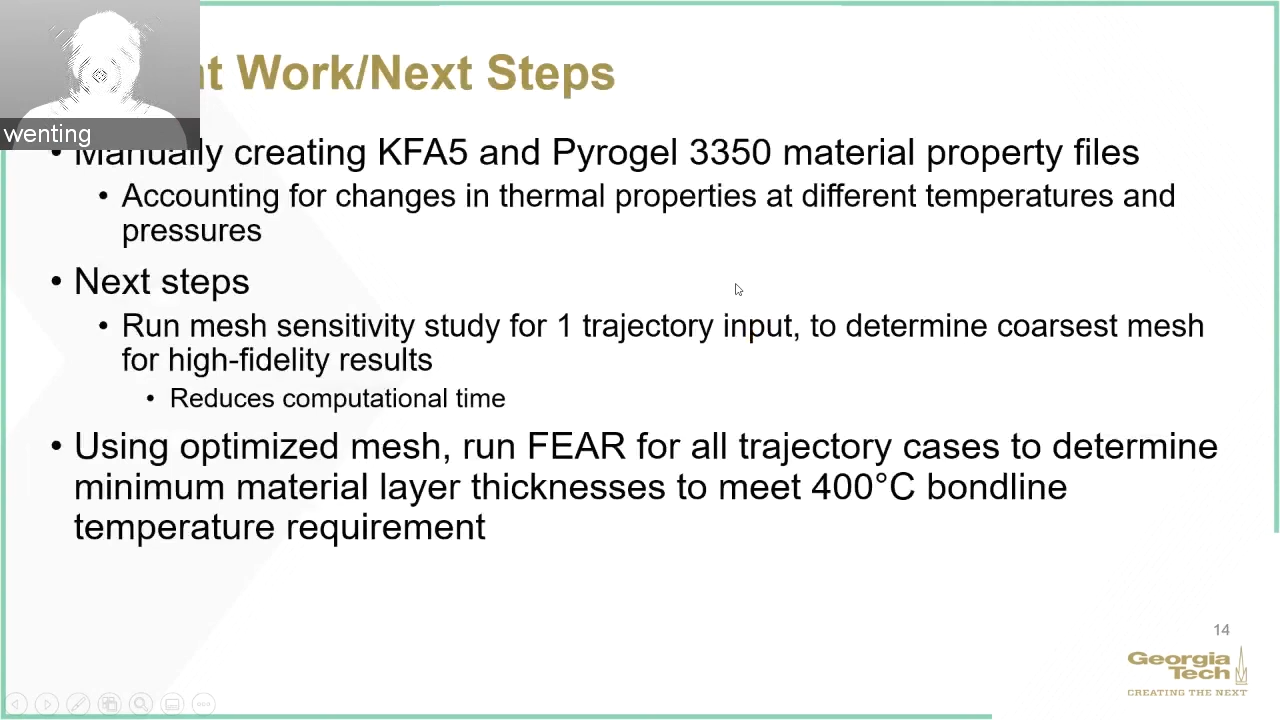 nt Work/Next Steps
wenting
• Manually creating KFA5 and Pyrogel 3350 material property files
• Accounting for changes in thermal properties at different temperatures and
pressures
• Next steps
• Run mesh sensitivity study for 1 trajectory input, to determine coarsest mesh
for high-fidelity results
• Reduces computational time
• Using optimized mesh, run FEAR for all trajectory cases to determine
minimum material layer thicknesses to meet 400°C bondline
temperature requirement
14
Georgia
Tech
CREATING THE NEXT